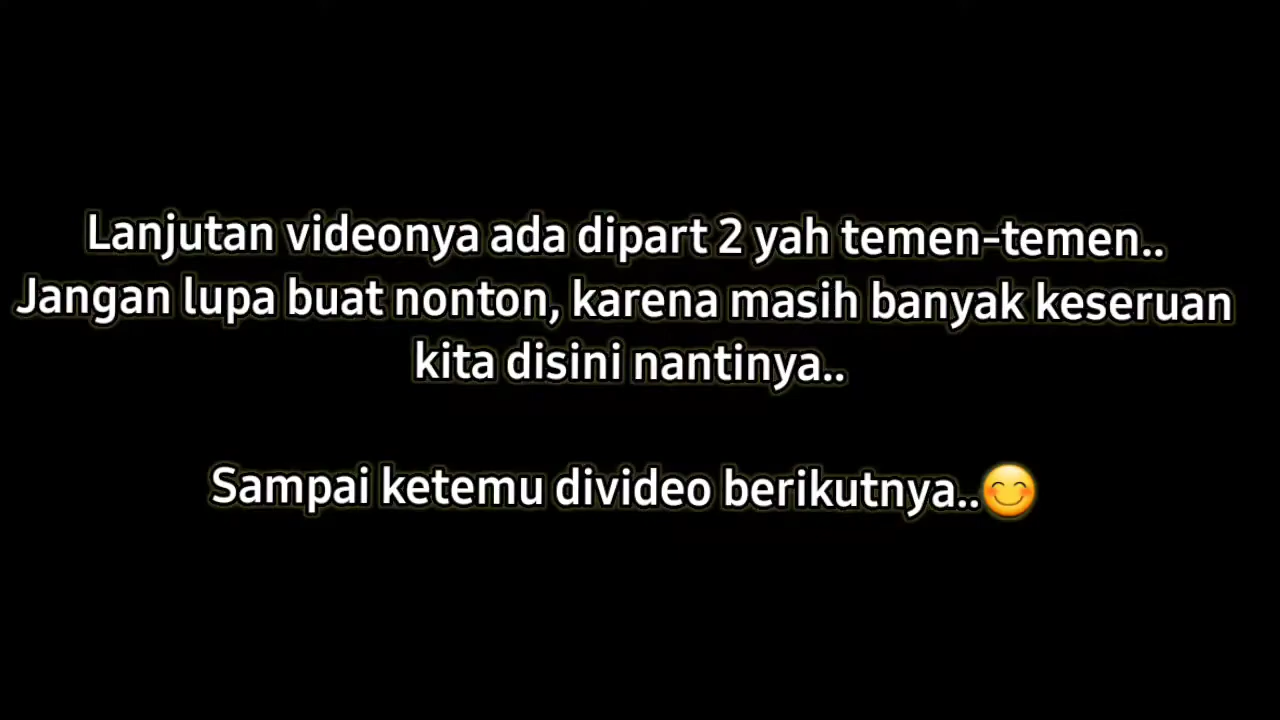 Lanjutan videonya ada dipart 2 yah temen-temen..
Jangan lupa buat nonton, karena masih banyak keseruan
kita disini nantinya..
Sampai ketemu divideo berikutnya..😊